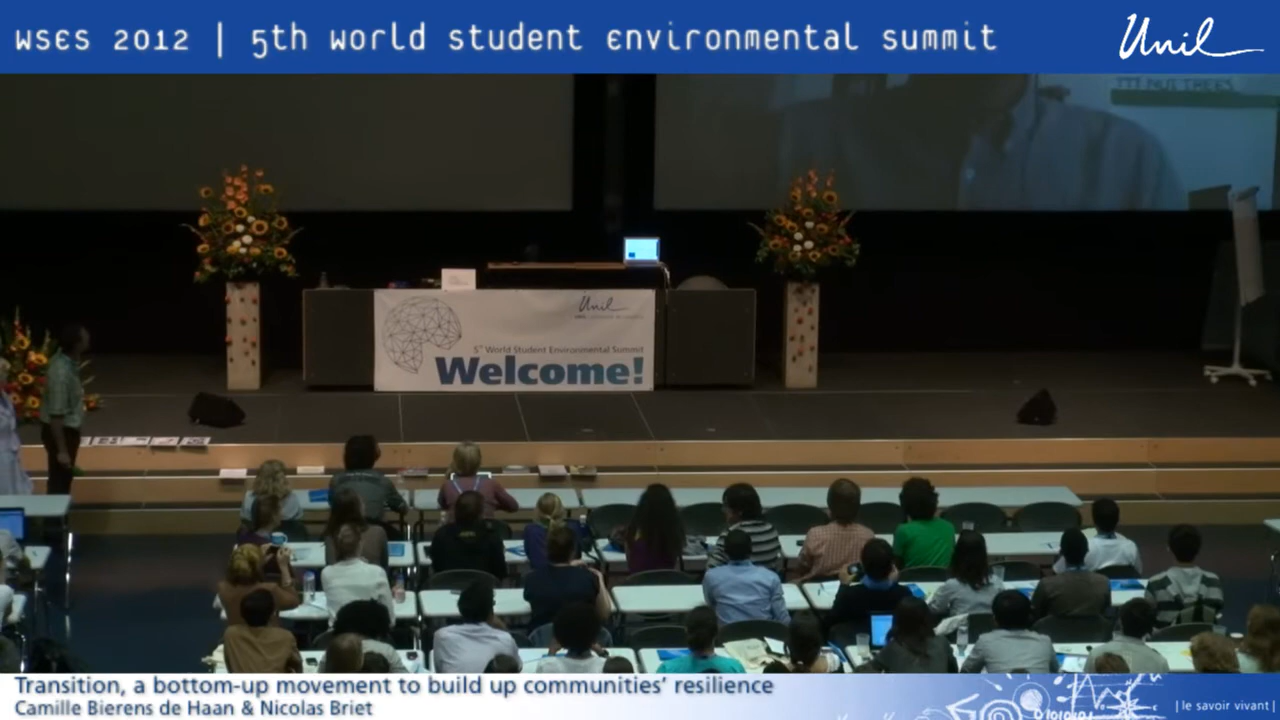 WSES 2012 | 5th world student environmental summit
Unil
Unil
5th World Student Environmental Summit
Welcome!
Transition, a bottom-up movement to build up communities' resilience
Camille Bierens de Haan & Nicolas Briet
| le savoir vivant |